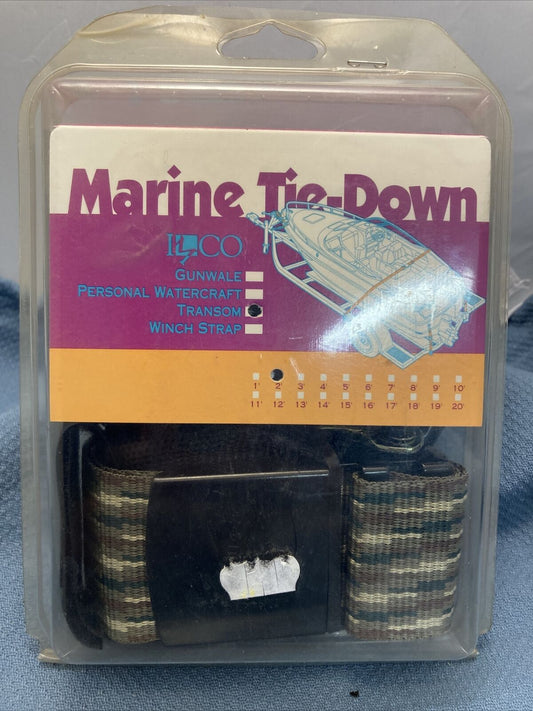 Marine Tie-Down
ILCO
GUNWALE
PERSONAL WATERCRAFT
TRANSOM
WINCH STRAP
1' 2' 3' 4' 5' 6' 7' 8' 9' 10'
11' 12' 13' 14' 15' 16' 17' 18' 19' 20'